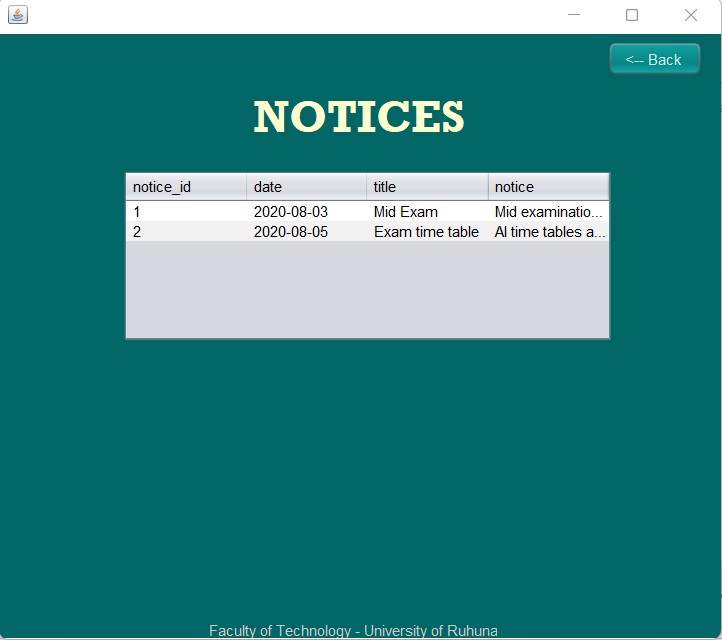 <-- Back
NOTICES
notice_id date title notice
1 2020-08-03 Mid Exam Mid examinatio...
2 2020-08-05 Exam time table Al time tables a...
Faculty of Technology - University of Ruhuna